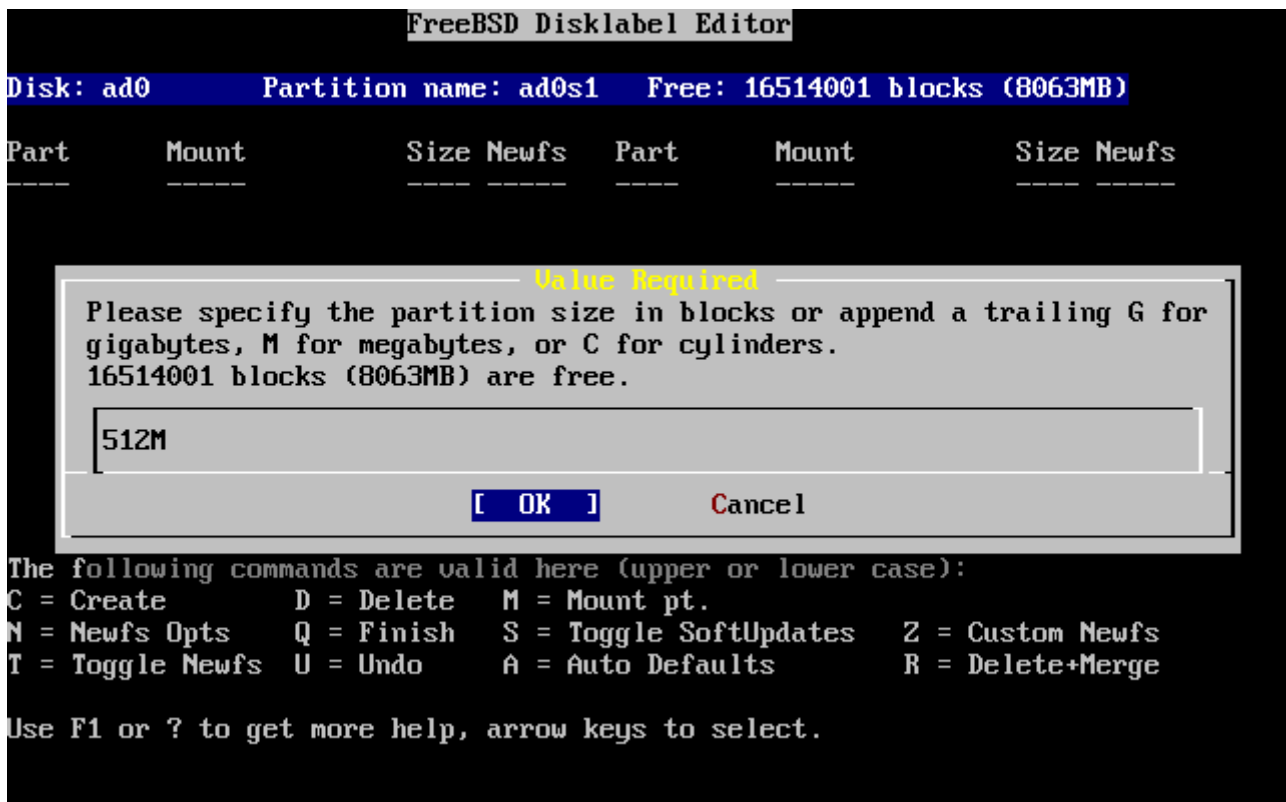 FreeBSD Disklabel Editor
Disk: ad0 Partition name: ad0s1 Free: 16514001 blocks (8063MB)
Part Mount Size Newfs Part Mount Size Newfs
---- ----- ---- ----- ---- ----- ---- -----
Value Required
Please specify the partition size in blocks or append a trailing G for
gigabytes, M for megabytes, or C for cylinders.
16514001 blocks (8063MB) are free.
512M
[ OK ] Cancel
The following commands are valid here (upper or lower case):
C = Create D = Delete M = Mount pt.
N = Newfs Opts Q = Finish S = Toggle SoftUpdates Z = Custom Newfs
T = Toggle Newfs U = Undo A = Auto Defaults R = Delete+Merge
Use F1 or ? to get more help, arrow keys to select.